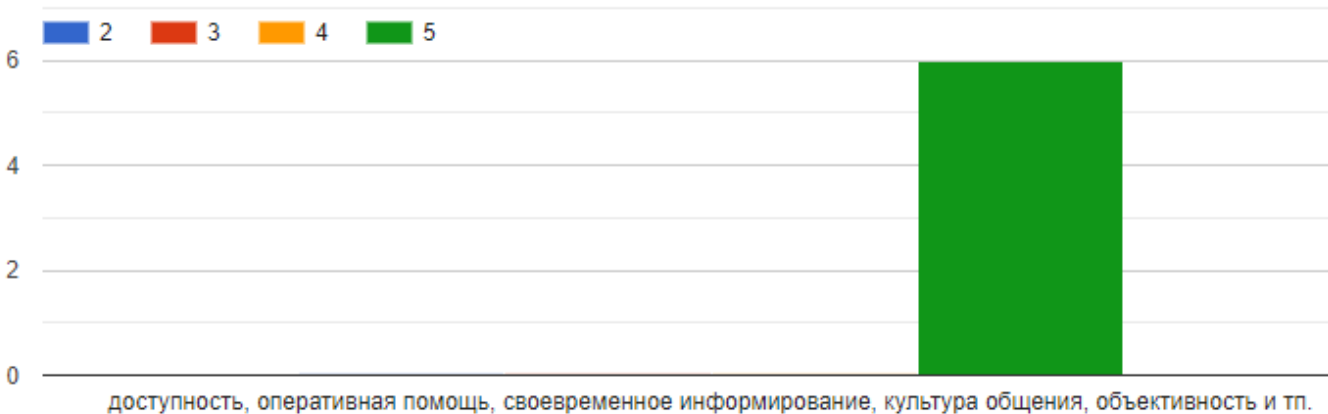 2 3 4 5
6
4
2
0
доступность, оперативная помощь, своевременное информирование, культура общения, объективность и тп.